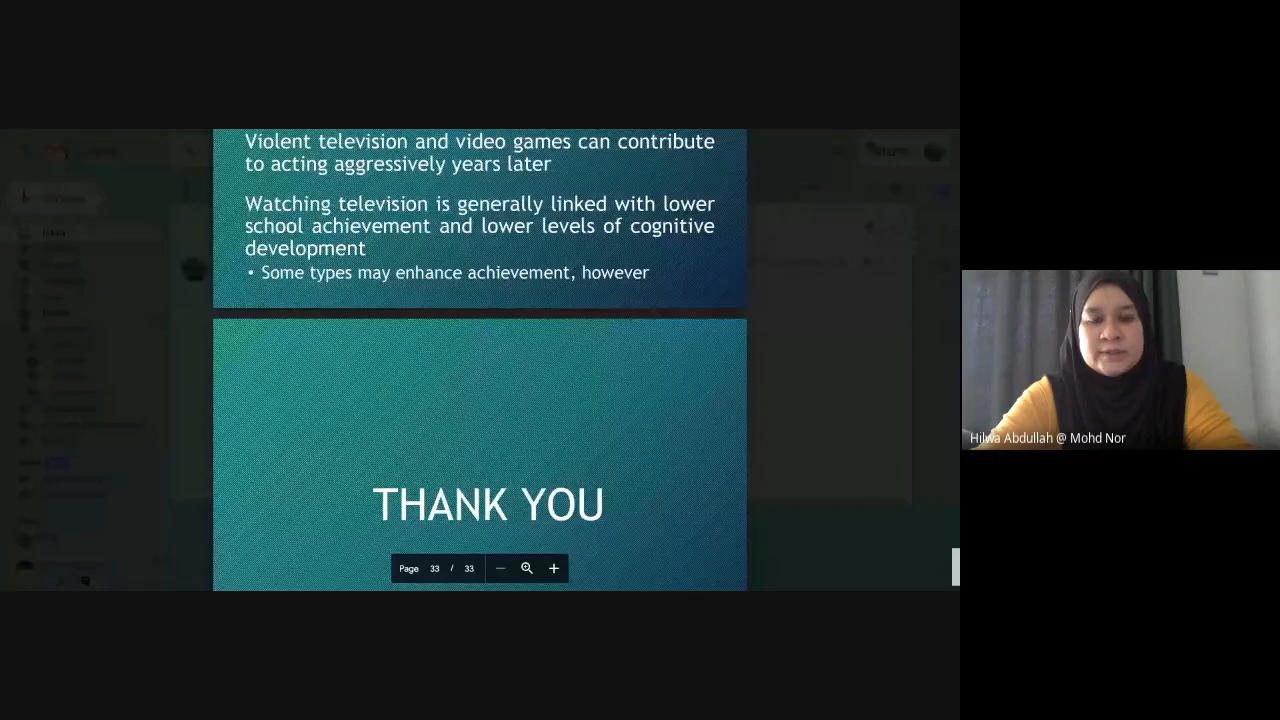 Violent television and video games can contribute
to acting aggressively years later
Watching television is generally linked with lower
school achievement and lower levels of cognitive
development
• Some types may enhance achievement, however
THANK YOU
Page 33 / 33
Hilwa Abdullah @ Mohd Nor